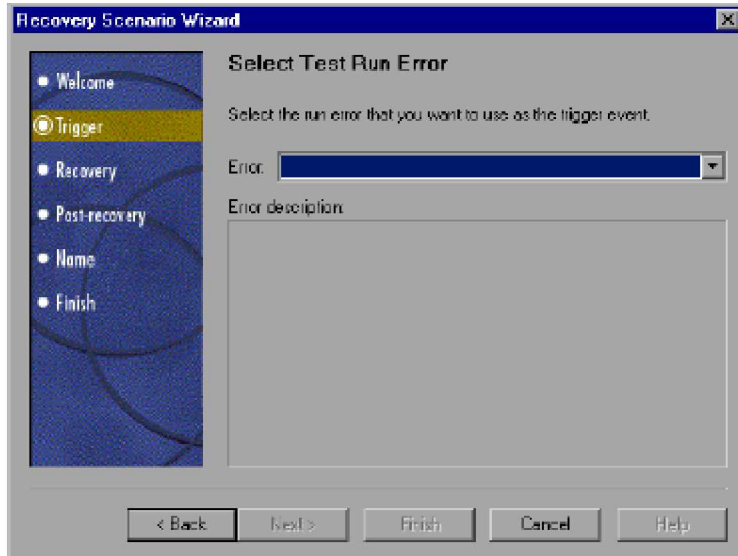 Recovery Scenario Wizard
Welcome
Trigger
Recovery
Post-recovery
Name
Finish
Select Test Run Error
Select the run error that you want to use as the trigger event.
Error:
Error description:
< Back
Next >
Finish
Cancel
Help